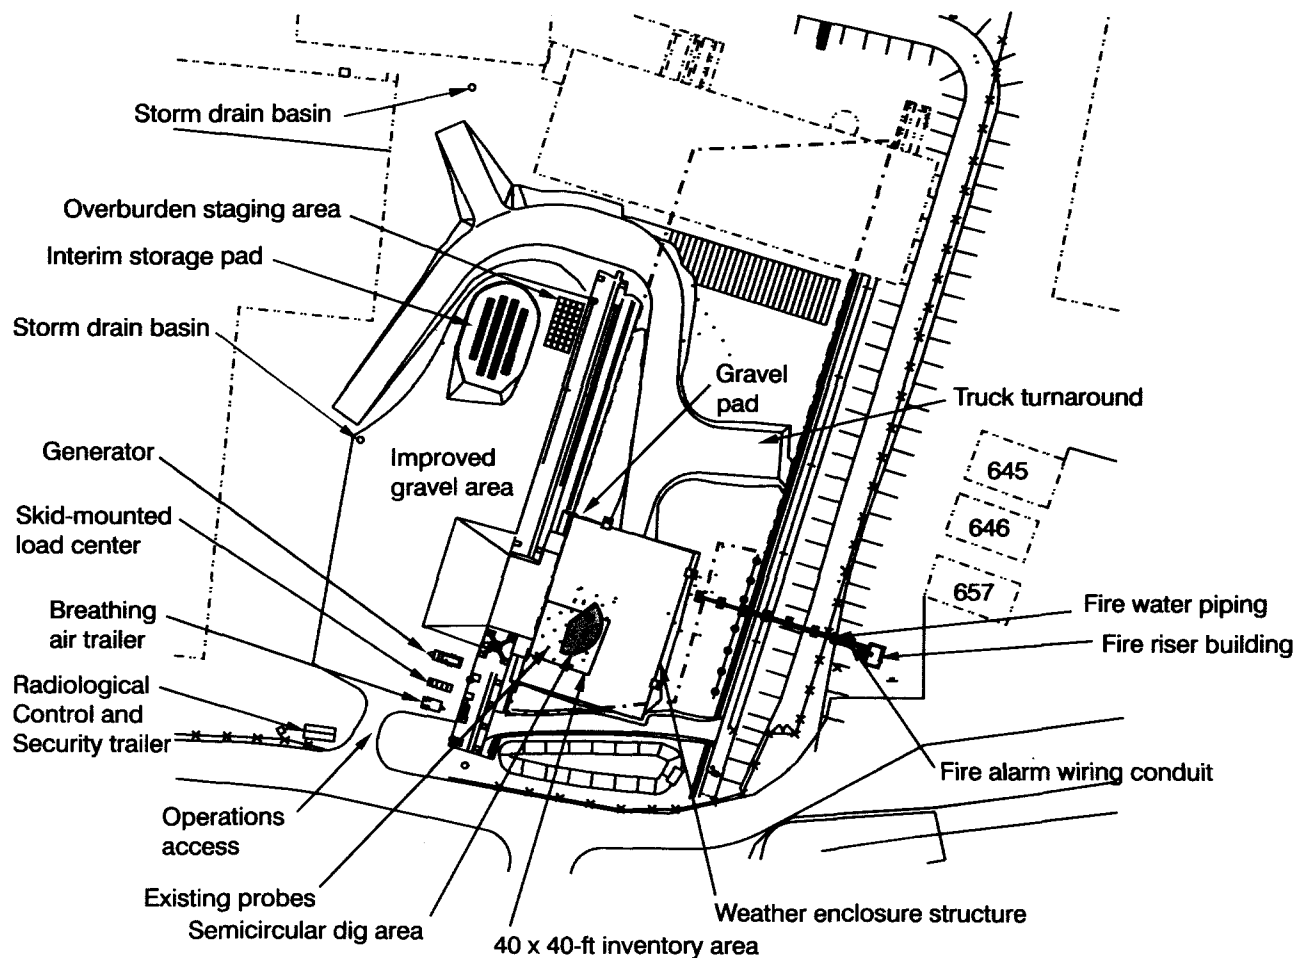 Storm drain basin
Overburden staging area
Interim storage pad
Storm drain basin
Gravel
pad
Truck turnaround
Generator
Improved
gravel area
645
Skid-mounted
load center
646
657
Breathing
air trailer
Fire water piping
Fire riser building
Radiological
Control and
Security trailer
Fire alarm wiring conduit
Operations
access
Existing probes
Semicircular dig area
40 x 40-ft inventory area
Weather enclosure structure